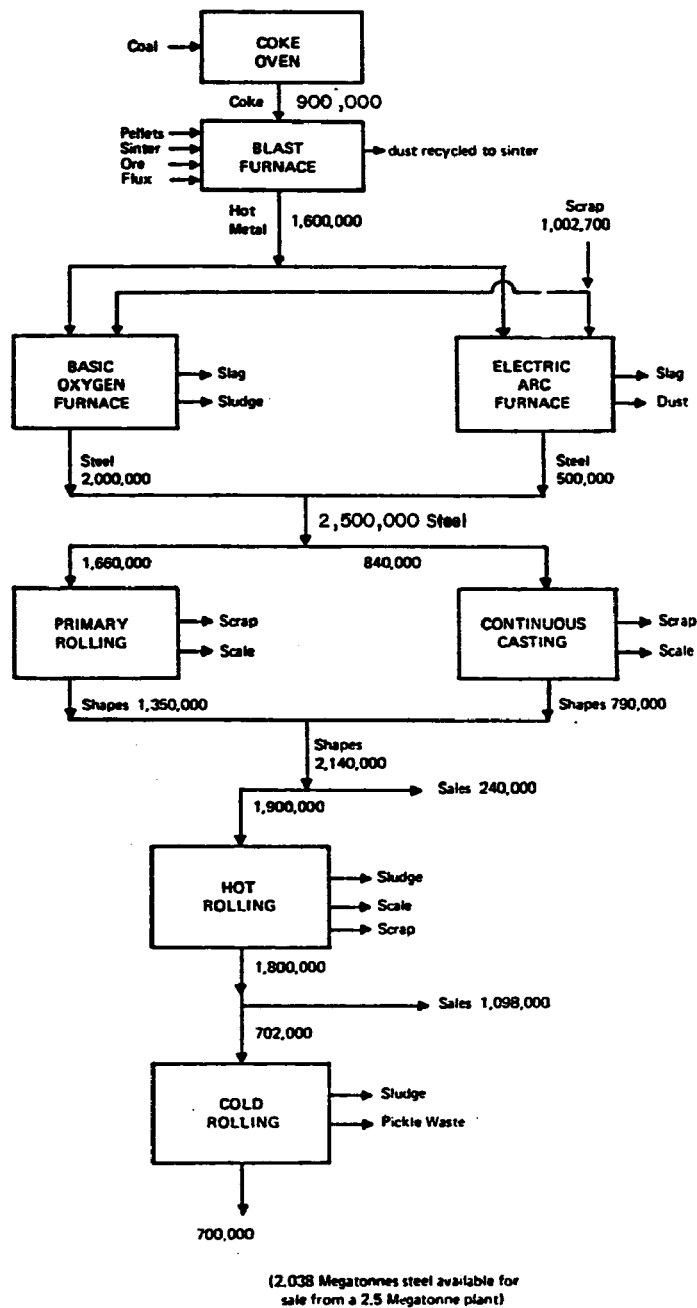 Coal
COKE
OVEN
Coke 900,000
Pellets
Sinter
Ore
Flux
BLAST
FURNACE
dust recycled to sinter
Hot
Metal
1,600,000
Scrap
1,002,700
BASIC
OXYGEN
FURNACE
Slag
Sludge
ELECTRIC
ARC
FURNACE
Slag
Dust
Steel
2,000,000
Steel
500,000
2,500,000 Steel
1,660,000
840,000
PRIMARY
ROLLING
Scrap
Scale
CONTINUOUS
CASTING
Scrap
Scale
Shapes 1,350,000
Shapes 790,000
Shapes
2,140,000
Sales 240,000
1,900,000
HOT
ROLLING
Sludge
Scale
Scrap
1,800,000
Sales 1,098,000
702,000
COLD
ROLLING
Sludge
Pickle Waste
700,000
(2.038 Megatonnes steel available for
sale from a 2.5 Megatonne plant)